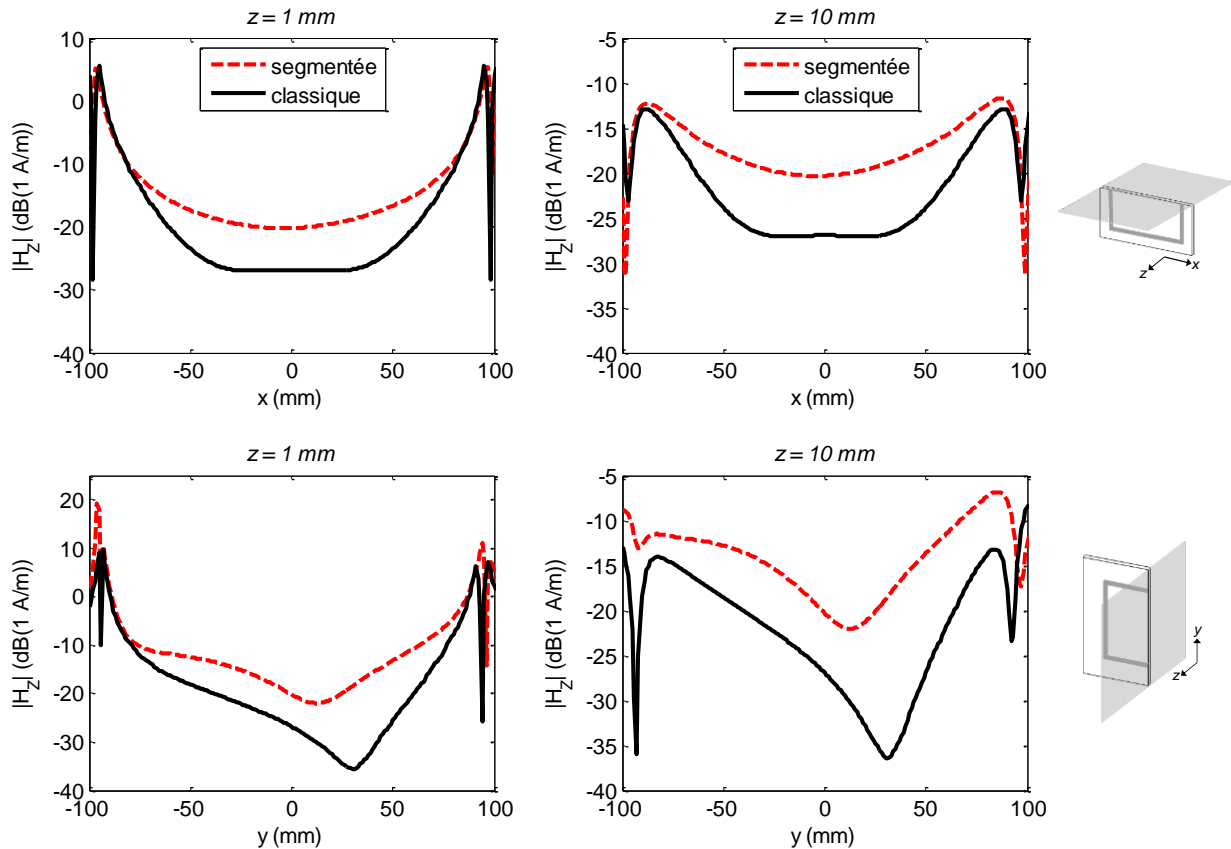 z = 1 mm
z = 10 mm
10
0
-10
-20
-30
-40
-100
-50
0
50
100
x (mm)
|H_Z| (dB(1 A/m))
segmentée
classique
-5
-10
-15
-20
-25
-30
-35
-40
-100
-50
0
50
100
x (mm)
|H_Z| (dB(1 A/m))
segmentée
classique
z
x
z = 1 mm
z = 10 mm
20
10
0
-10
-20
-30
-40
-100
-50
0
50
100
y (mm)
|H_Z| (dB(1 A/m))
-5
-10
-15
-20
-25
-30
-35
-40
-100
-50
0
50
100
y (mm)
|H_Z| (dB(1 A/m))
y
z